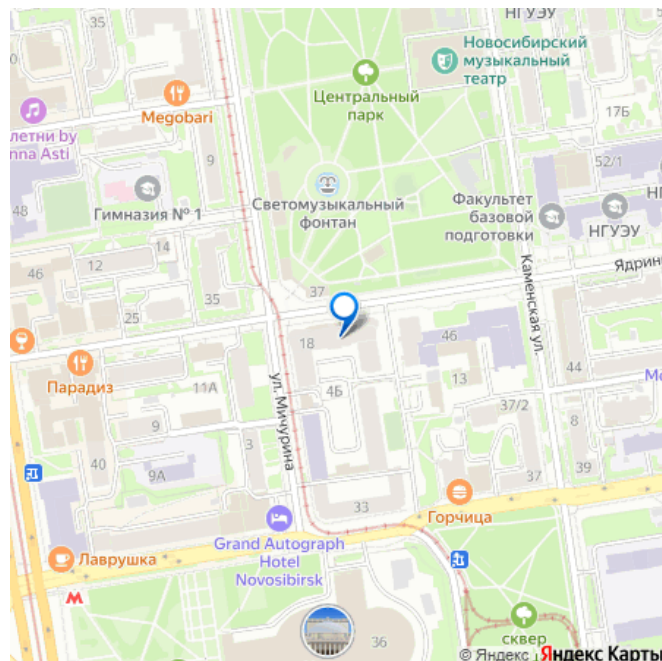 35
НГУЭУ
Новосибирский
музыкальный
театр
Megobari
Центральный
парк
17Б
летни by
nna Asti
9
52/1
Гимназия № 1
48
Светомузыкальный
фонтан
Факультет
базовой
подготовки
НГУЭУ
14
12
46
Ядрин
37
35
25
18
46
Каменская ул.
44
Парадиз
11А
ул. Мичурина
4Б
13
37/2
9
3
8
40
9А
37
39
33
Горчица
Лаврушка
Grand Autograph
Hotel
Novosibirsk
М
36
сквер
© Яндекс Яндекс Карты